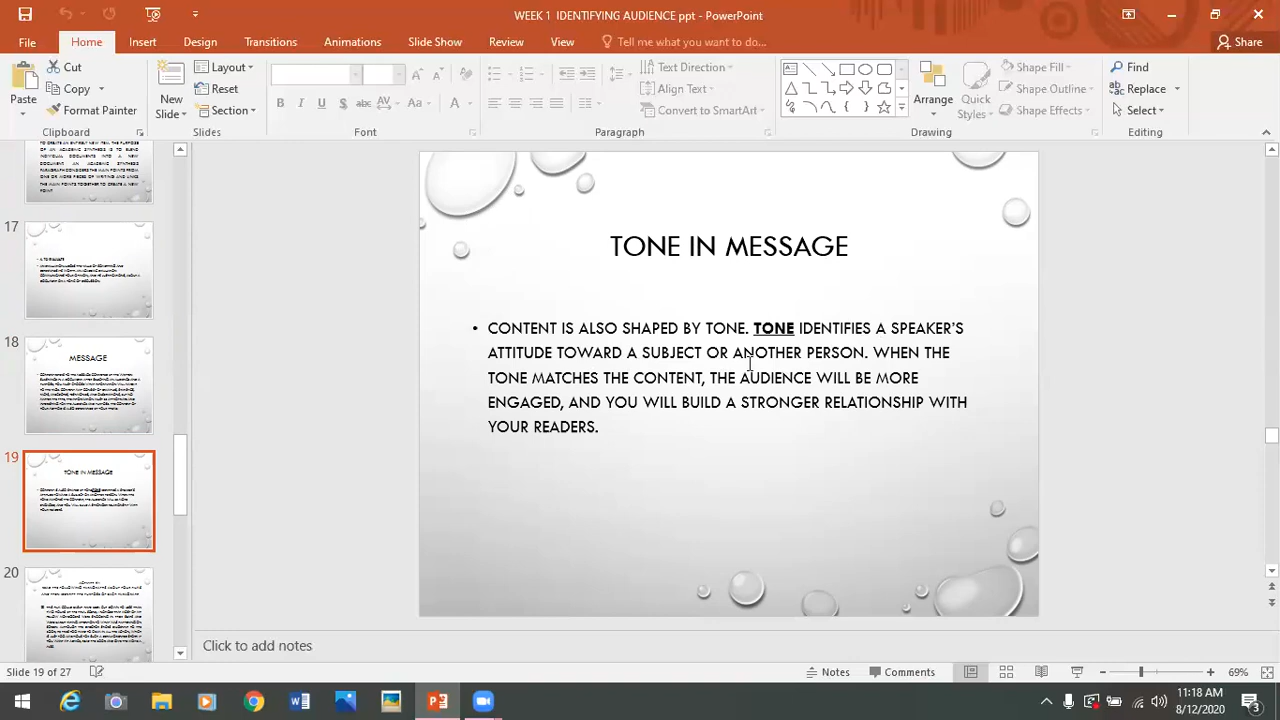 WEEK 1 IDENTIFYING AUDIENCE ppt - PowerPoint
File Home Insert Design Transitions Animations Slide Show Review View Tell me what you want to do... Share
Paste
Cut
Copy
Format Painter
Clipboard
New
Slide
Layout
Reset
Section
Slides
Font
Text Direction
Align Text
Convert to SmartArt
Paragraph
Arrange
Quick
Styles
Shape Fill
Shape Outline
Shape Effects
Drawing
Find
Replace
Select
Editing
17
18
MESSAGE
19
TONE IN MESSAGE
20
TONE IN MESSAGE
• CONTENT IS ALSO SHAPED BY TONE. TONE IDENTIFIES A SPEAKER'S
ATTITUDE TOWARD A SUBJECT OR ANOTHER PERSON. WHEN THE
TONE MATCHES THE CONTENT, THE AUDIENCE WILL BE MORE
ENGAGED, AND YOU WILL BUILD A STRONGER RELATIONSHIP WITH
YOUR READERS.
Click to add notes
Slide 19 of 27 Notes Comments 69%
11:18 AM
8/12/2020